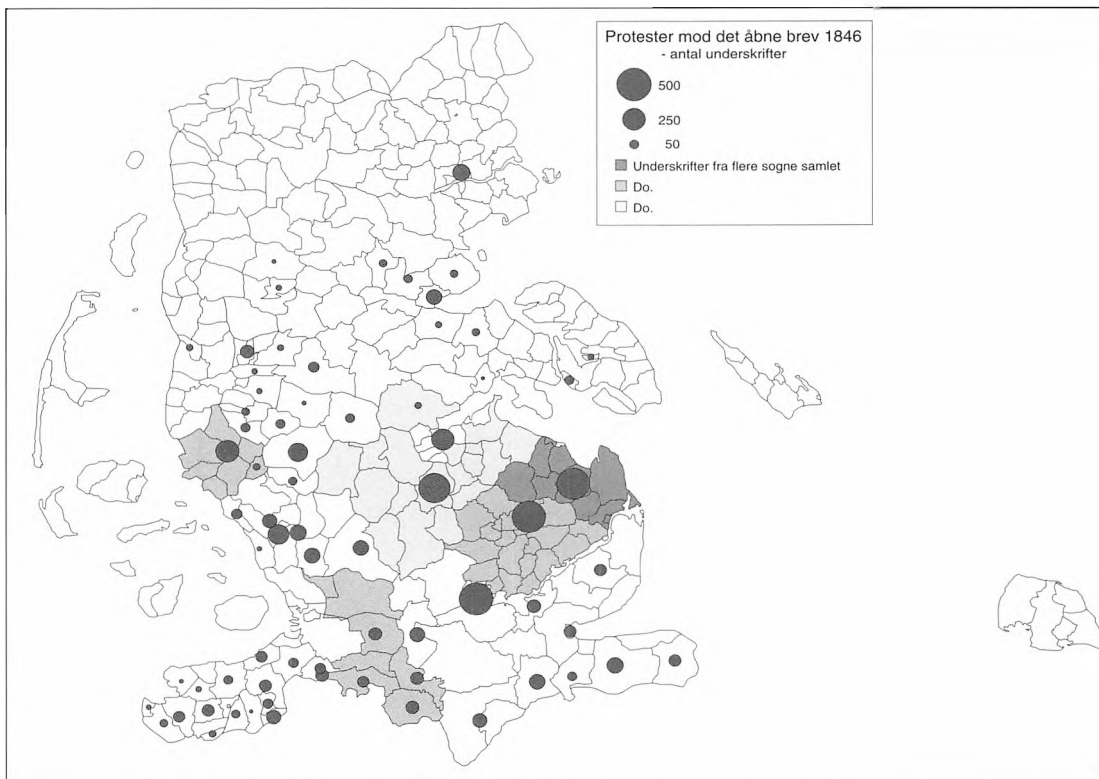 Protester mod det åbne brev 1846
- antal underskrifter
500
250
50
Underskrifter fra flere sogne samlet
Do.
Do.